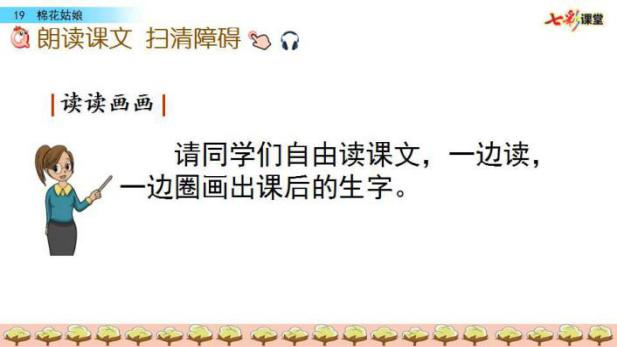 19 棉花姑娘
七彩课堂
朗读课文 扫清障碍
读读画画
请同学们自由读课文，一边读，
一边圈画出课后的生字。